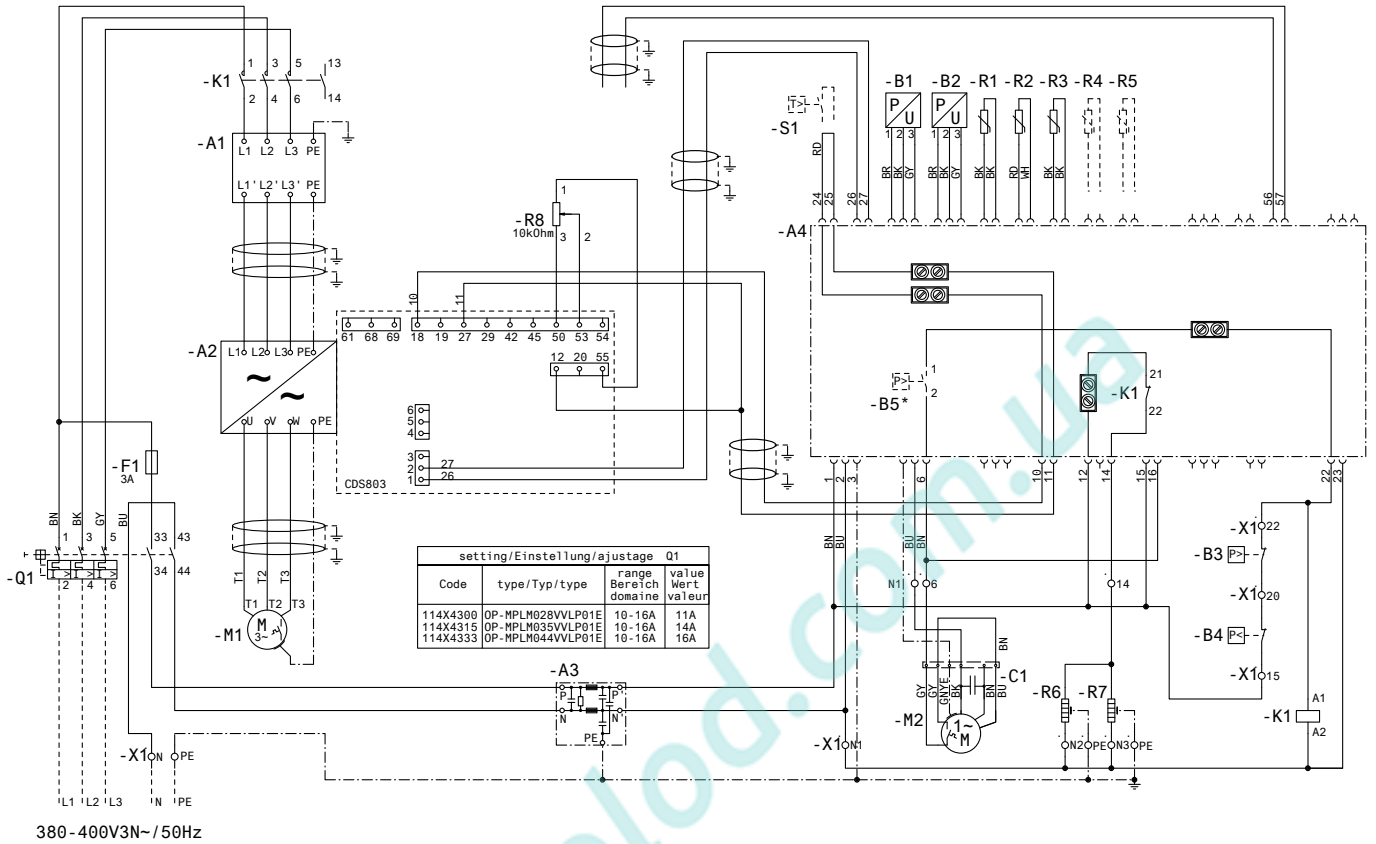 1 3 5 13
-K1
2 4 6 14
-A1
L1 L2 L3 PE
L1' L2' L3' PE
-A2
L1 L2 L3 PE
~
~
U V W PE
-F1
3A
BN BK GY BU
1 3 5 33 43
-Q1
I> I> I>
2 4 6 34 44
T1 T2 T3
T1 T2 T3
-M1
M
3~
-X1 N PE
L1 L2 L3 N PE
380-400V3N~/50Hz
-R8
10kOhm
1
3 2
10 11
61 68 69 18 19 27 29 42 45 50 53 54
12 20 55
6
5
4
3
2 27
1 26
CDS803
setting/Einstellung/ajustage Q1
Code type/Typ/type range Bereich domaine value Wert valeur
114X4300 OP-MPLM028VVLP01E 10-16A 11A
114X4315 OP-MPLM035VVLP01E 10-16A 14A
114X4333 OP-MPLM044VVLP01E 10-16A 16A
-A3
P P'
N N'
PE
-S1
T>
RD
24 25 26 27
-B1 -B2 -R1 -R2 -R3 -R4 -R5
P U
P U
1 2 3 1 2 3
BR BK GY BR BK GY BK BK RD WH BK BK
56 57
-A4
P>
1
2
-B5*
-K1
21
22
1 2 3 6 10 11 12 14 15 16 22 23
BN BU BU BN
N1 6 14
BN
-C1
GY GY GNYE BK BN BU
-M2
1~
M
-X1 N1
-R6 -R7
N2 PE N3 PE
-X1 22
-B3 P>
-X1 20
-B4 P<
-X1 15
-K1
A1
A2
lod.com.ua